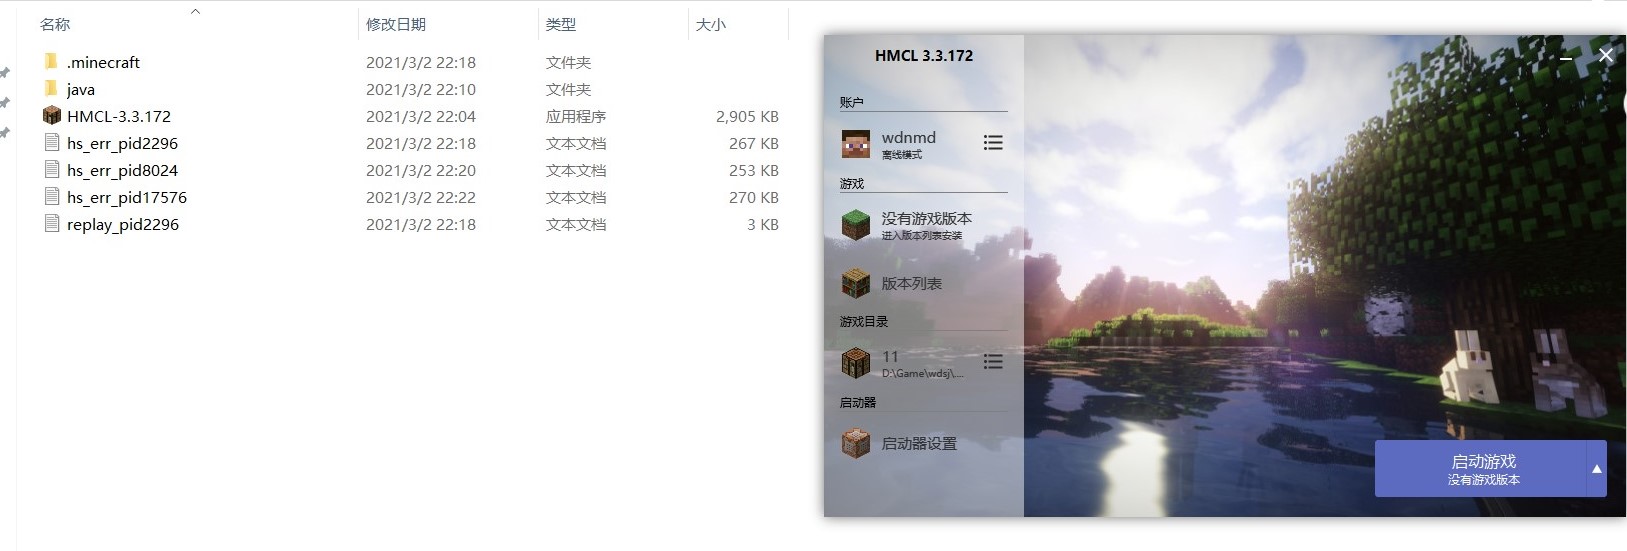 名称 修改日期 类型 大小
.minecraft 2021/3/2 22:18 文件夹
java 2021/3/2 22:10 文件夹
HMCL-3.3.172 2021/3/2 22:04 应用程序 2,905 KB
hs_err_pid2296 2021/3/2 22:18 文本文档 267 KB
hs_err_pid8024 2021/3/2 22:20 文本文档 253 KB
hs_err_pid17576 2021/3/2 22:22 文本文档 270 KB
replay_pid2296 2021/3/2 22:18 文本文档 3 KB
HMCL 3.3.172
账户
wdnmd
离线模式
游戏
没有游戏版本
进入版本列表安装
版本列表
游戏目录
11
D:\Game\wdsj\,...
启动器
启动器设置
启动游戏
没有游戏版本